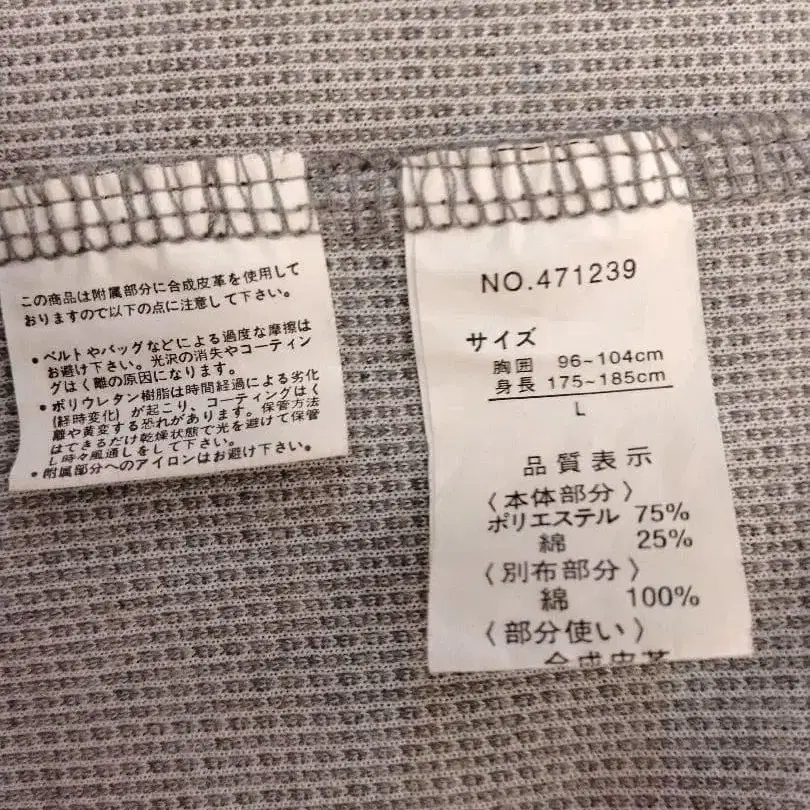 この商品は附属部分に合成皮革を使用して
おりますので以下の点に注意して下さい。
・ベルトやバッグなどによる過度な摩擦は
お避け下さい。光沢の消失やコーティン
グはく離の原因になります。
・ポリウレタン樹脂は時間経過による劣化
(経時変化)が起こり、コーティングはく
離や黄変する恐れがあります。保管方法
はできるだけ乾燥状態で光を避けて保管
し時々風通しをして下さい。
・附属部分へのアイロンはお避け下さい。
NO.471239
サイズ
胸囲 96~104cm
身長 175~185cm
L
品質表示
〈本体部分〉
ポリエステル 75%
綿 25%
〈別布部分〉
綿 100%
〈部分使い〉
合成皮革